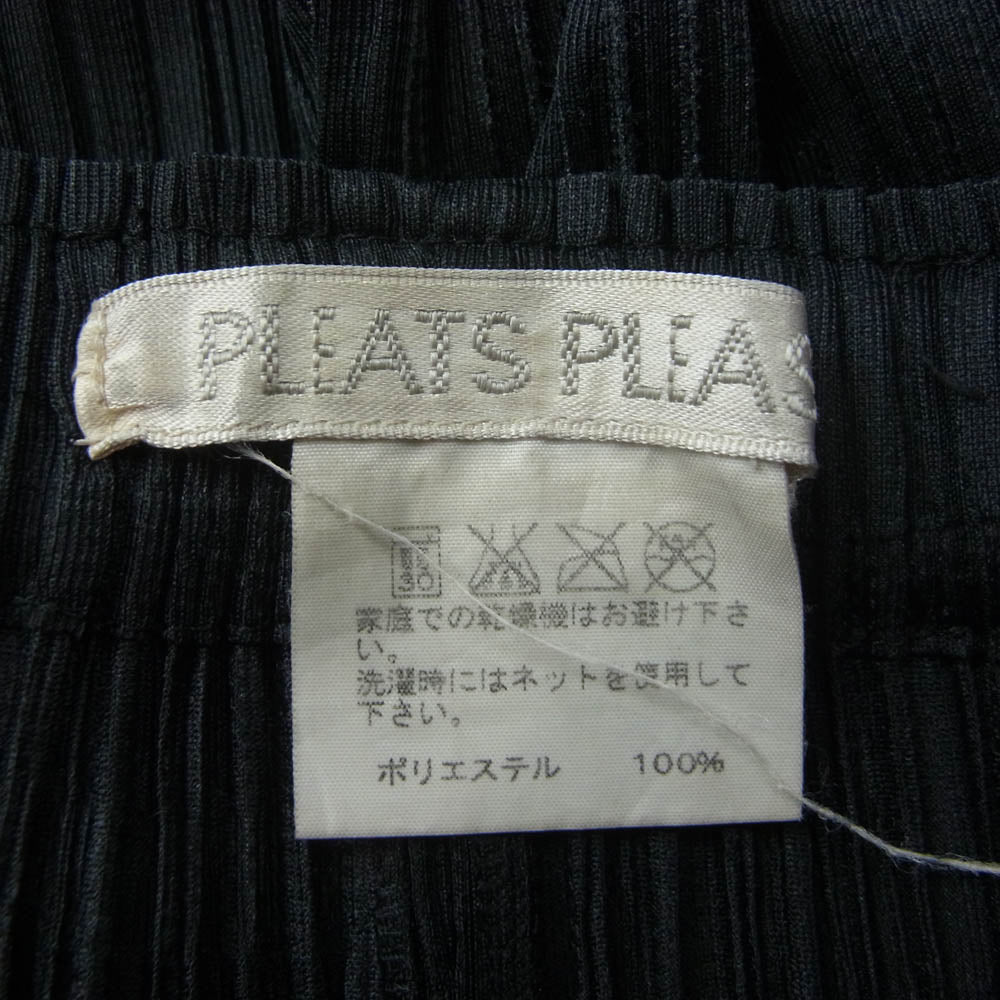 PLEATS PLEAS
30
家庭での乾燥機はお避け下さ
い。
洗濯時にはネットを使用して
下さい。
ポリエステル 100%